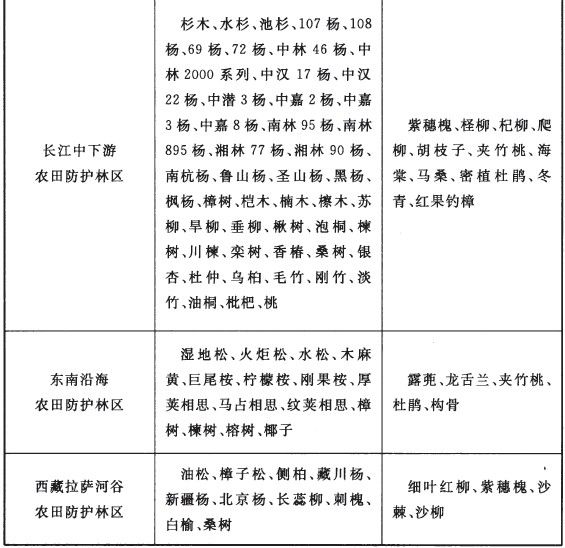 长江中下游
农田防护林区
杉木、水杉、池杉、107 杨、108
杨、69 杨、72 杨、中林 46 杨、中
林 2000 系列、中汉 17 杨、中汉
22 杨、中潜 3 杨、中嘉 2 杨、中嘉
3 杨、中嘉 8 杨、南林 95 杨、南林
895 杨、湘林 77 杨、湘林 90 杨、
南杭杨、鲁山杨、圣山杨、黑杨、
枫杨、樟树、桤木、楠木、檫木、苏
柳、旱柳、垂柳、楸树、泡桐、楝
树、川楝、栾树、香椿、桑树、银
杏、杜仲、乌桕、毛竹、刚竹、淡
竹、油桐、枇杷、桃
紫穗槐、柽柳、杞柳、爬
柳、胡枝子、夹竹桃、海
棠、马桑、密植杜鹃、冬
青、红果钓樟
东南沿海
农田防护林区
湿地松、火炬松、水松、木麻
黄、巨尾桉、柠檬桉、刚果桉、厚
荚相思、马占相思、纹荚相思、樟
树、楝树、榕树、椰子
露蔸、龙舌兰、夹竹桃、
杜鹃、构骨
西藏拉萨河谷
农田防护林区
油松、樟子松、侧柏、藏川杨、
新疆杨、北京杨、长蕊柳、刺槐、
白榆、桑树
细叶红柳、紫穗槐、沙
棘、沙柳